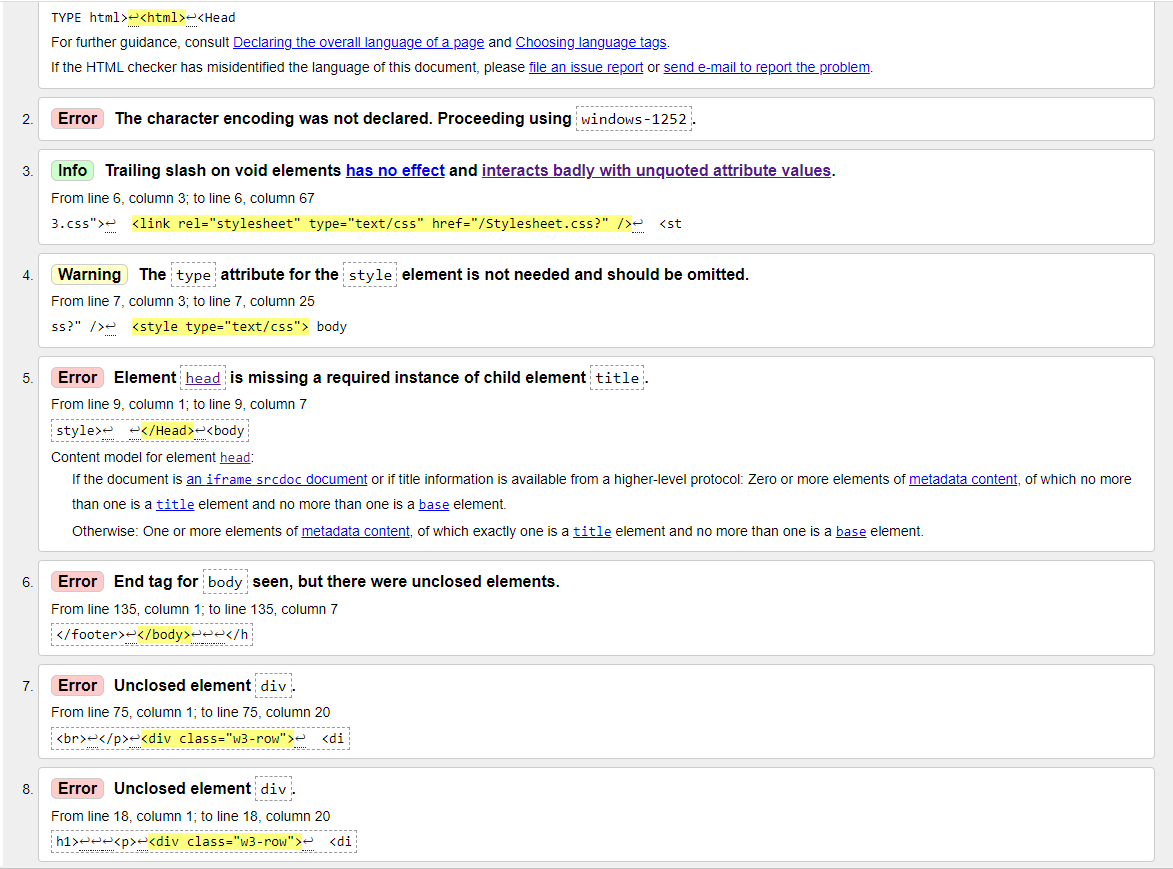 TYPE html>↩<html>↩<Head
For further guidance, consult Declaring the overall language of a page and Choosing language tags.
If the HTML checker has misidentified the language of this document, please file an issue report or send e-mail to report the problem.
2. Error The character encoding was not declared. Proceeding using windows-1252.
3. Info Trailing slash on void elements has no effect and interacts badly with unquoted attribute values.
From line 6, column 3; to line 6, column 67
3.css">↩  <link rel="stylesheet" type="text/css" href="/Stylesheet.css?" />↩  <st
4. Warning The type attribute for the style element is not needed and should be omitted.
From line 7, column 3; to line 7, column 25
ss?" />↩  <style type="text/css"> body
5. Error Element head is missing a required instance of child element title.
From line 9, column 1; to line 9, column 7
style>↩  ↩</Head>↩<body
Content model for element head:
If the document is an iframe srcdoc document or if title information is available from a higher-level protocol: Zero or more elements of metadata content, of which no more
than one is a title element and no more than one is a base element.
Otherwise: One or more elements of metadata content, of which exactly one is a title element and no more than one is a base element.
6. Error End tag for body seen, but there were unclosed elements.
From line 135, column 1; to line 135, column 7
</footer>↩</body>↩↩↩</h
7. Error Unclosed element div.
From line 75, column 1; to line 75, column 20
<br>↩</p>↩<div class="w3-row">↩  <di
8. Error Unclosed element div.
From line 18, column 1; to line 18, column 20
h1>↩↩↩<p>↩<div class="w3-row">↩  <di